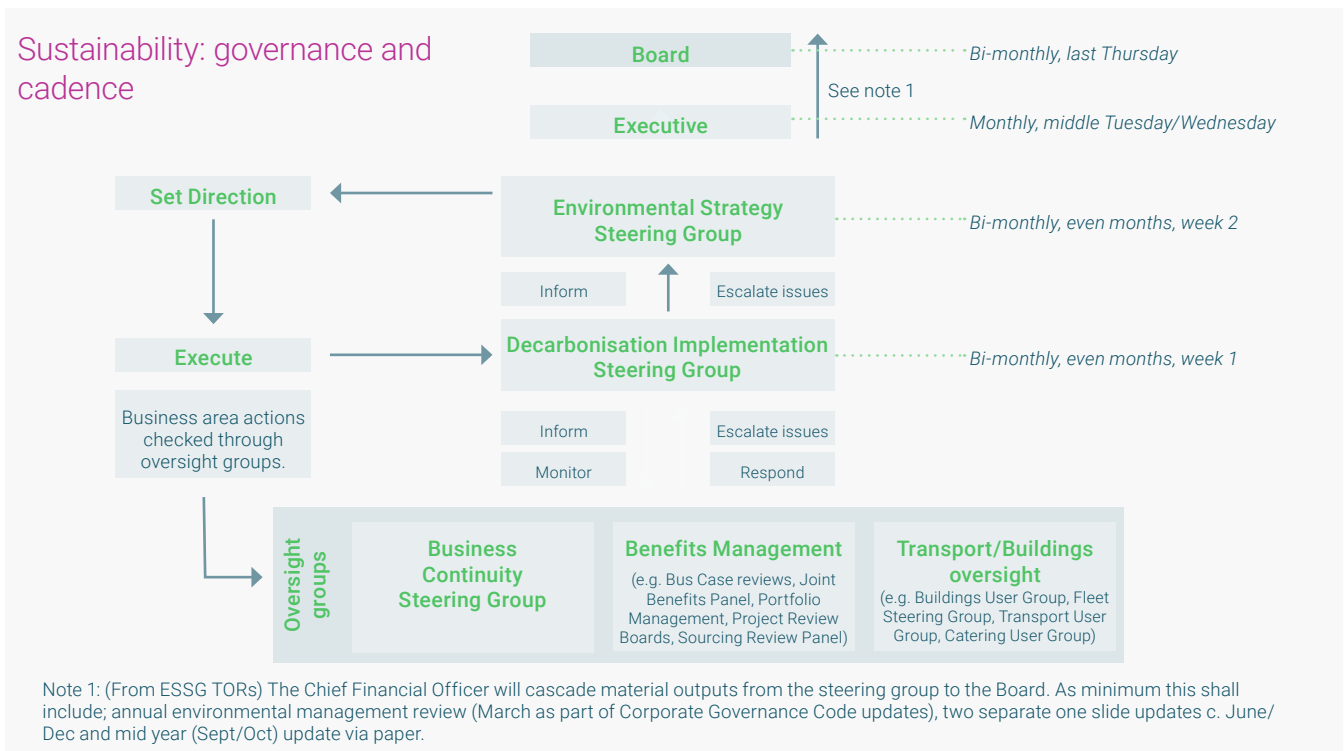 Sustainability: governance and
cadence
Board
Bi-monthly, last Thursday
See note 1
Executive
Monthly, middle Tuesday/Wednesday
Set Direction
Environmental Strategy
Steering Group
Bi-monthly, even months, week 2
Inform
Escalate issues
Execute
Decarbonisation Implementation
Steering Group
Bi-monthly, even months, week 1
Business area actions
checked through
oversight groups.
Inform
Escalate issues
Monitor
Respond
Oversight
groups
Business
Continuity
Steering Group
Benefits Management
(e.g. Bus Case reviews, Joint
Benefits Panel, Portfolio
Management, Project Review
Boards, Sourcing Review Panel)
Transport/Buildings
oversight
(e.g. Buildings User Group, Fleet
Steering Group, Transport User
Group, Catering User Group)
Note 1: (From ESSG TORs) The Chief Financial Officer will cascade material outputs from the steering group to the Board. As minimum this shall
include; annual environmental management review (March as part of Corporate Governance Code updates), two separate one slide updates c. June/
Dec and mid year (Sept/Oct) update via paper.